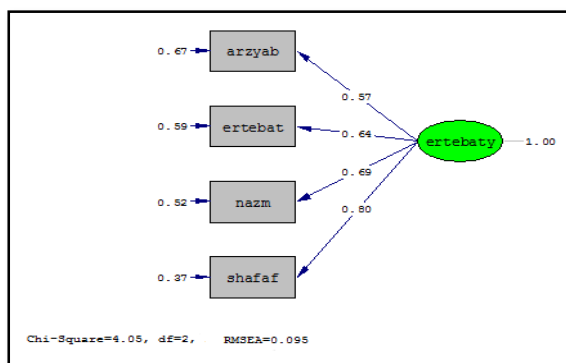 0.67 arzyab
0.57
0.59 ertebat 0.64 ertebaty 1.00
0.69
0.52 nazm
0.80
0.37 shafaf
Chi-Square=4.05, df=2, RMSEA=0.095